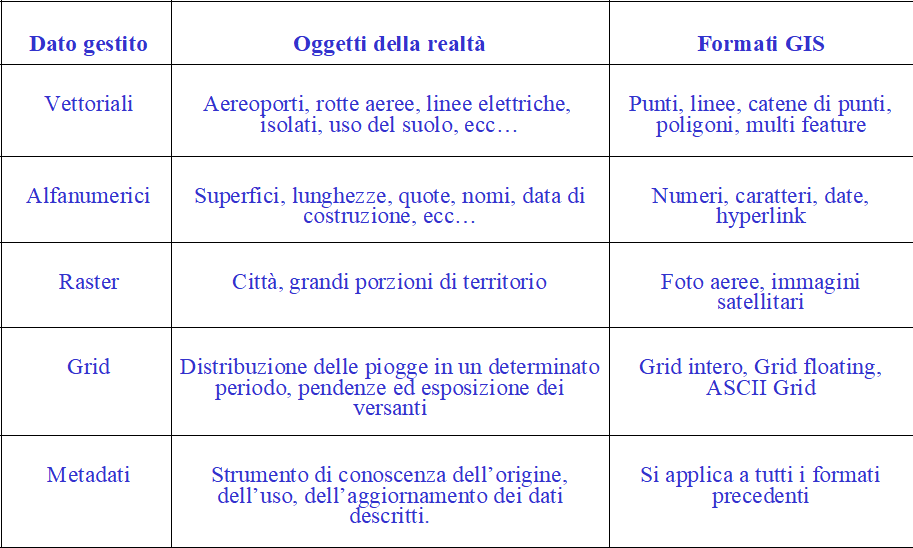 Dato gestito
Oggetti della realtà
Formati GIS
Vettoriali
Aereoporti, rotte aeree, linee elettriche,
isolati, uso del suolo, ecc…
Punti, linee, catene di punti,
poligoni, multi feature
Alfanumerici
Superfici, lunghezze, quote, nomi, data di
costruzione, ecc…
Numeri, caratteri, date,
hyperlink
Raster
Città, grandi porzioni di territorio
Foto aeree, immagini
satellitari
Grid
Distribuzione delle piogge in un determinato
periodo, pendenze ed esposizione dei
versanti
Grid intero, Grid floating,
ASCII Grid
Metadati
Strumento di conoscenza dell’origine,
dell’uso, dell’aggiornamento dei dati
descritti.
Si applica a tutti i formati
precedenti